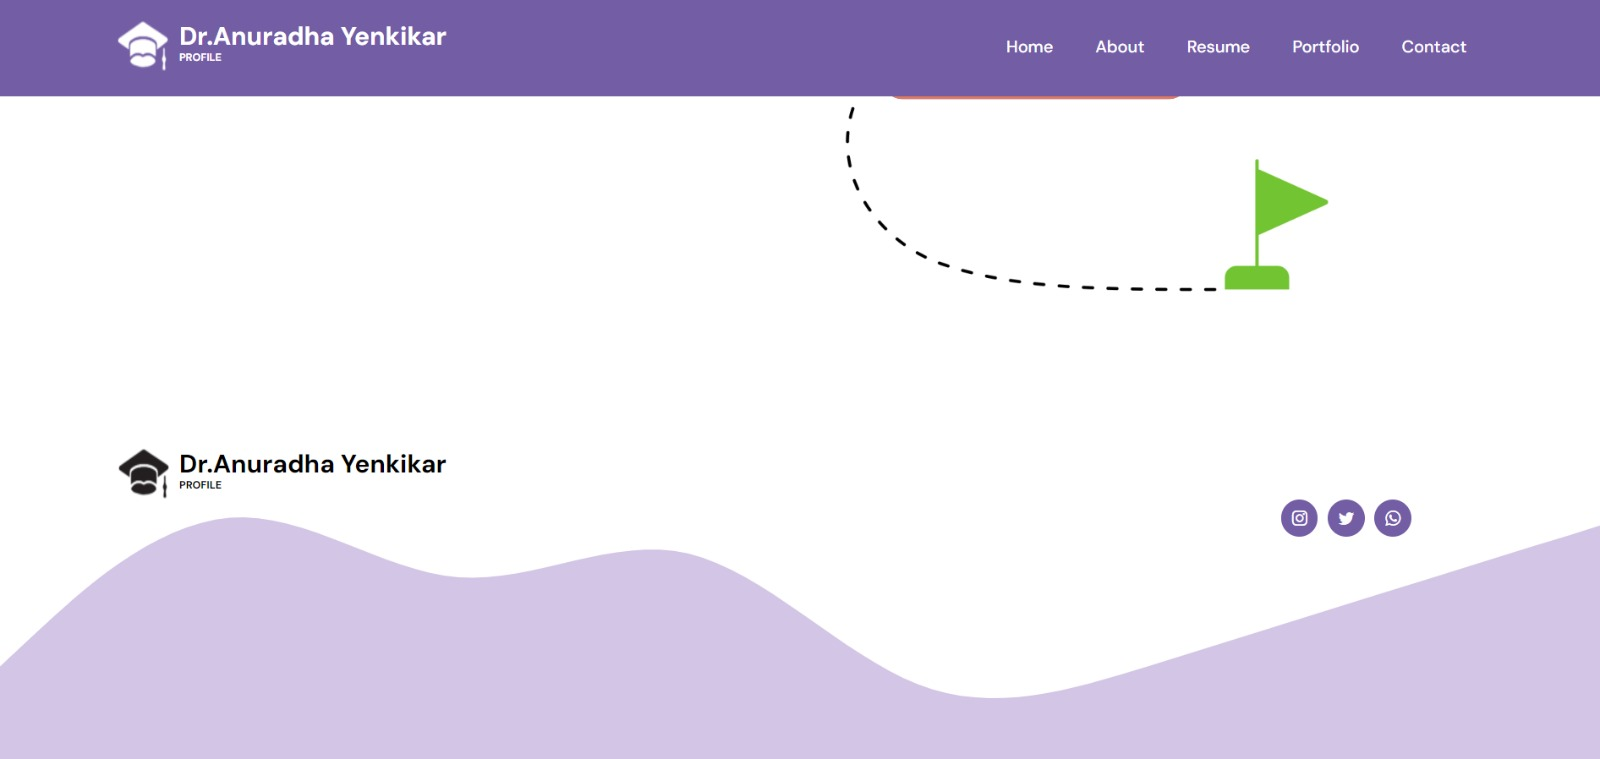 Dr.Anuradha Yenkikar
PROFILE
Home About Resume Portfolio Contact
Dr.Anuradha Yenkikar
PROFILE